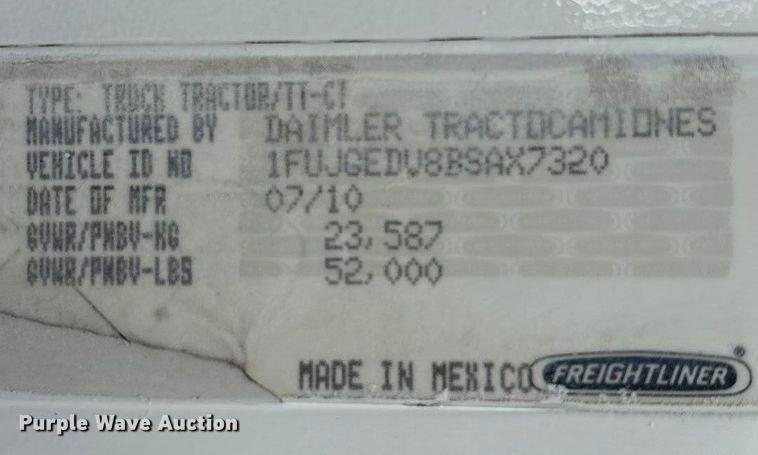 TYPE: TRUCK TRACTOR/TT-CT
MANUFACTURED BY DAIMLER TRACTOCAMIONES
VEHICLE ID NO 1FUJGEDV8BSAX7320
DATE OF MFR 07/10
GVWR/PNBV-KG 23,587
GVWR/PNBV-LBS 52,000
MADE IN MEXICO FREIGHTLINER®
Purple Wave Auction